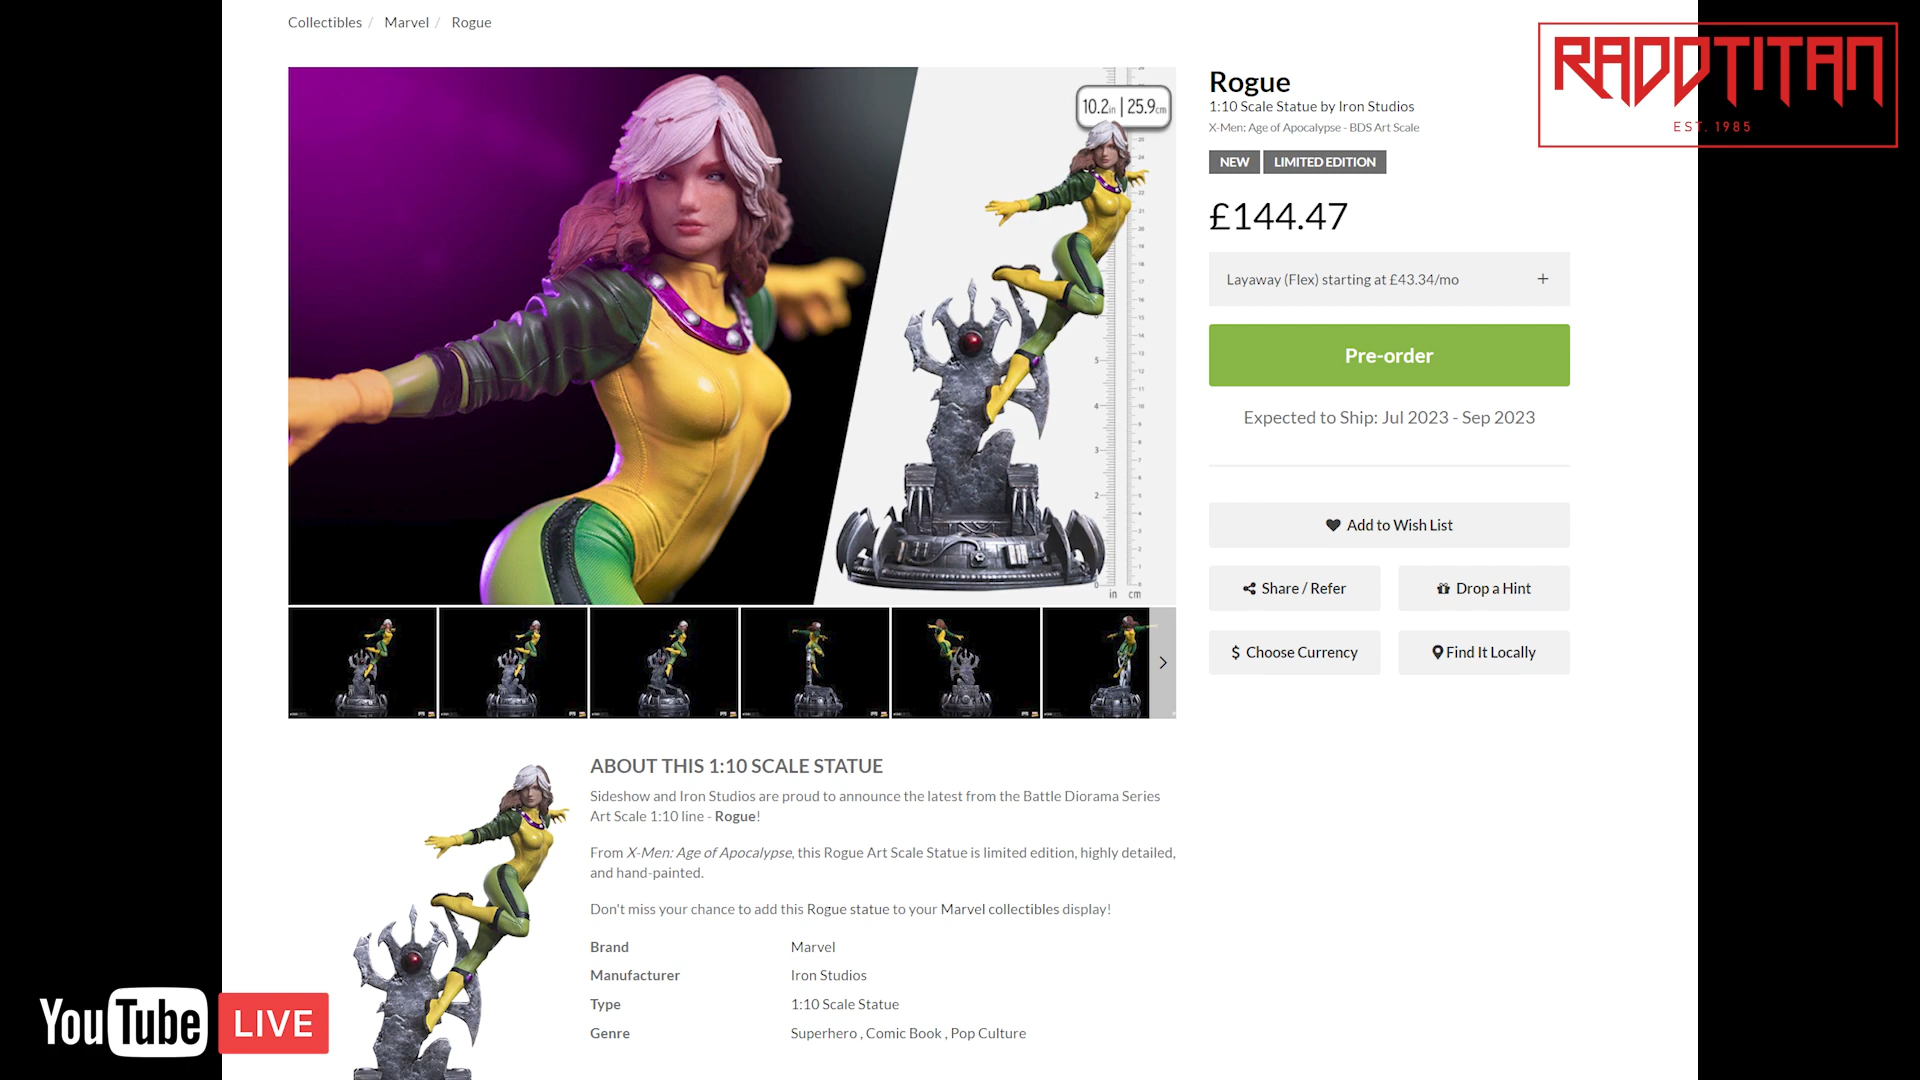 Collectibles / Marvel / Rogue
RADDTITAN
EST. 1985
10.2in | 25.9cm
Rogue
1:10 Scale Statue by Iron Studios
X-Men: Age of Apocalypse - BDS Art Scale
NEW LIMITED EDITION
£144.47
Layaway (Flex) starting at £43.34/mo +
Pre-order
Expected to Ship: Jul 2023 - Sep 2023
Add to Wish List
Share / Refer
Drop a Hint
$ Choose Currency
Find It Locally
5
4
3
2
0
in cm
ABOUT THIS 1:10 SCALE STATUE
Sideshow and Iron Studios are proud to announce the latest from the Battle Diorama Series
Art Scale 1:10 line - Rogue!
From X-Men: Age of Apocalypse, this Rogue Art Scale Statue is limited edition, highly detailed,
and hand-painted.
Don't miss your chance to add this Rogue statue to your Marvel collectibles display!
Brand Marvel
Manufacturer Iron Studios
Type 1:10 Scale Statue
Genre Superhero , Comic Book , Pop Culture
YouTube LIVE